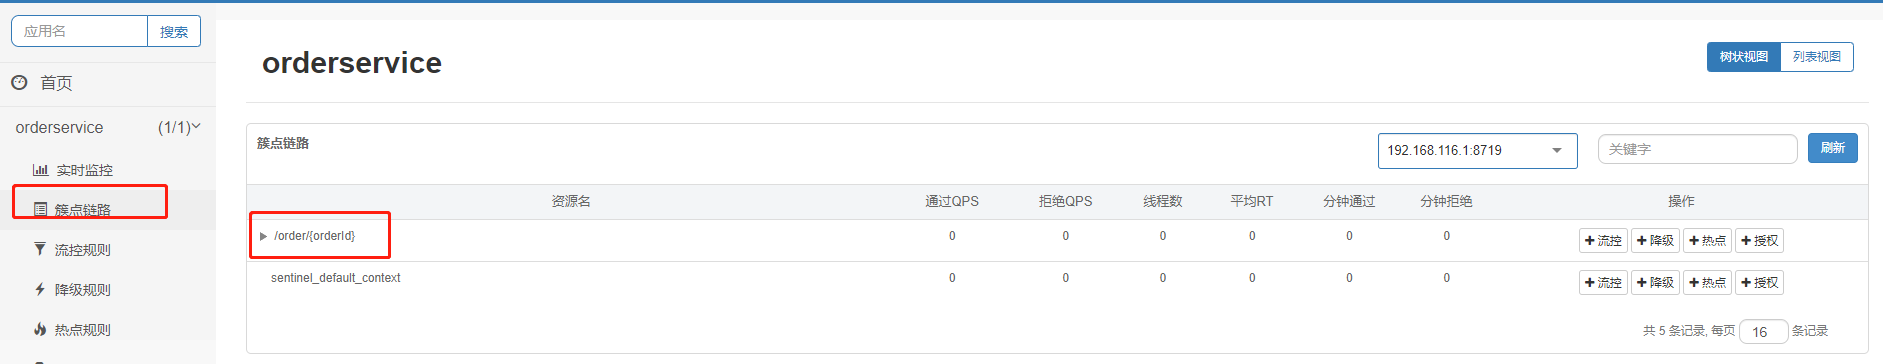 应用名 搜索
首页
orderservice (1/1)
实时监控
簇点链路
流控规则
降级规则
热点规则
orderservice
树状视图 列表视图
簇点链路
192.168.116.1:8719 关键字 刷新
资源名 通过QPS 拒绝QPS 线程数 平均RT 分钟通过 分钟拒绝 操作
/order/{orderId} 0 0 0 0 0 0 +流控 +降级 +热点 +授权
sentinel_default_context 0 0 0 0 0 0 +流控 +降级 +热点 +授权
共 5 条记录, 每页 16 条记录